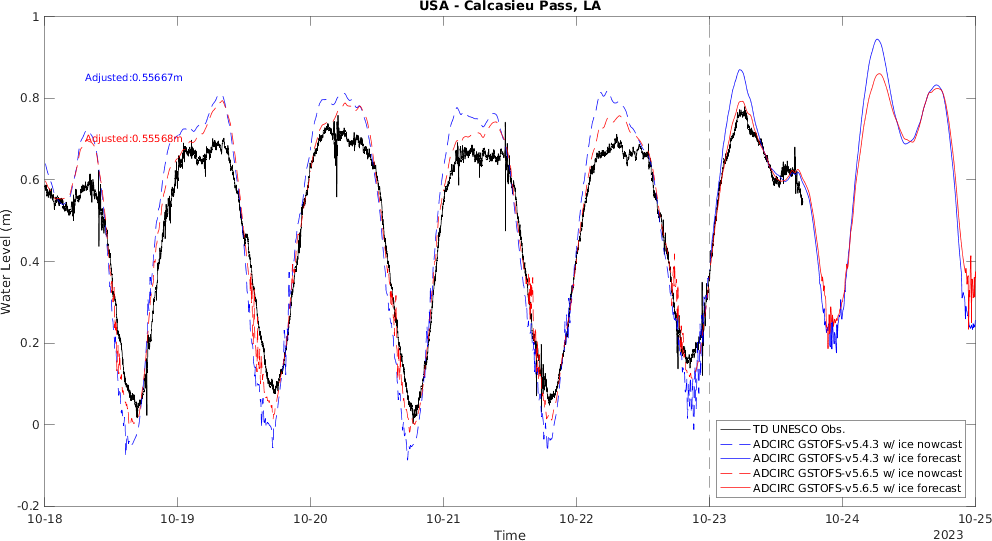 USA - Calcasieu Pass, LA
1
0.8
0.6
0.4
0.2
0
-0.2
Water Level (m)
Adjusted:0.55667m
Adjusted:0.55568m
TD UNESCO Obs.
ADCIRC GSTOFS-v5.4.3 w/ ice nowcast
ADCIRC GSTOFS-v5.4.3 w/ ice forecast
ADCIRC GSTOFS-v5.6.5 w/ ice nowcast
ADCIRC GSTOFS-v5.6.5 w/ ice forecast
10-18 10-19 10-20 10-21 10-22 10-23 10-24 10-25
Time
2023